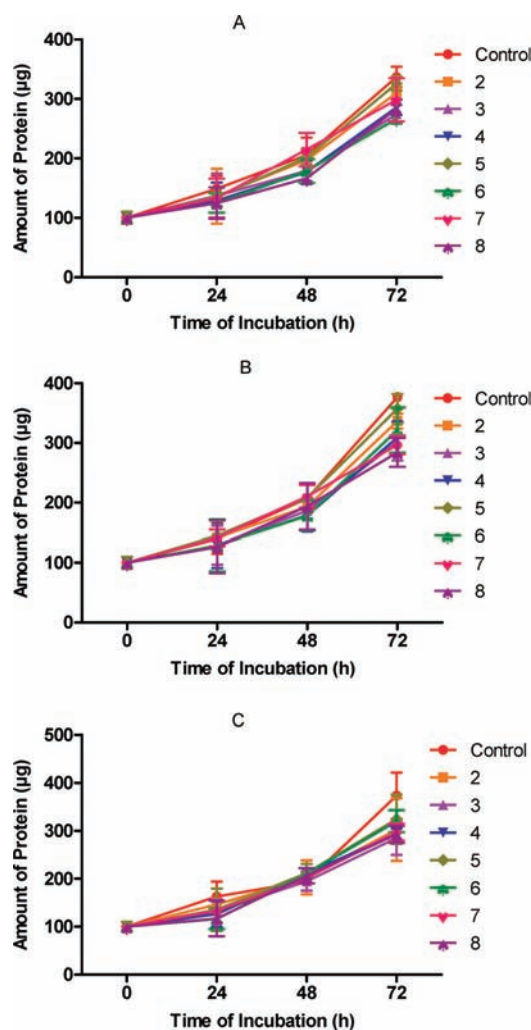 A
Amount of Protein (µg)
400
300
200
100
0
0 24 48 72
Time of Incubation (h)
Control
2
3
4
5
6
7
8
B
Amount of Protein (µg)
400
300
200
100
0
0 24 48 72
Time of Incubation (h)
Control
2
3
4
5
6
7
8
C
Amount of Protein (µg)
500
400
300
200
100
0
0 24 48 72
Time of Incubation (h)
Control
2
3
4
5
6
7
8